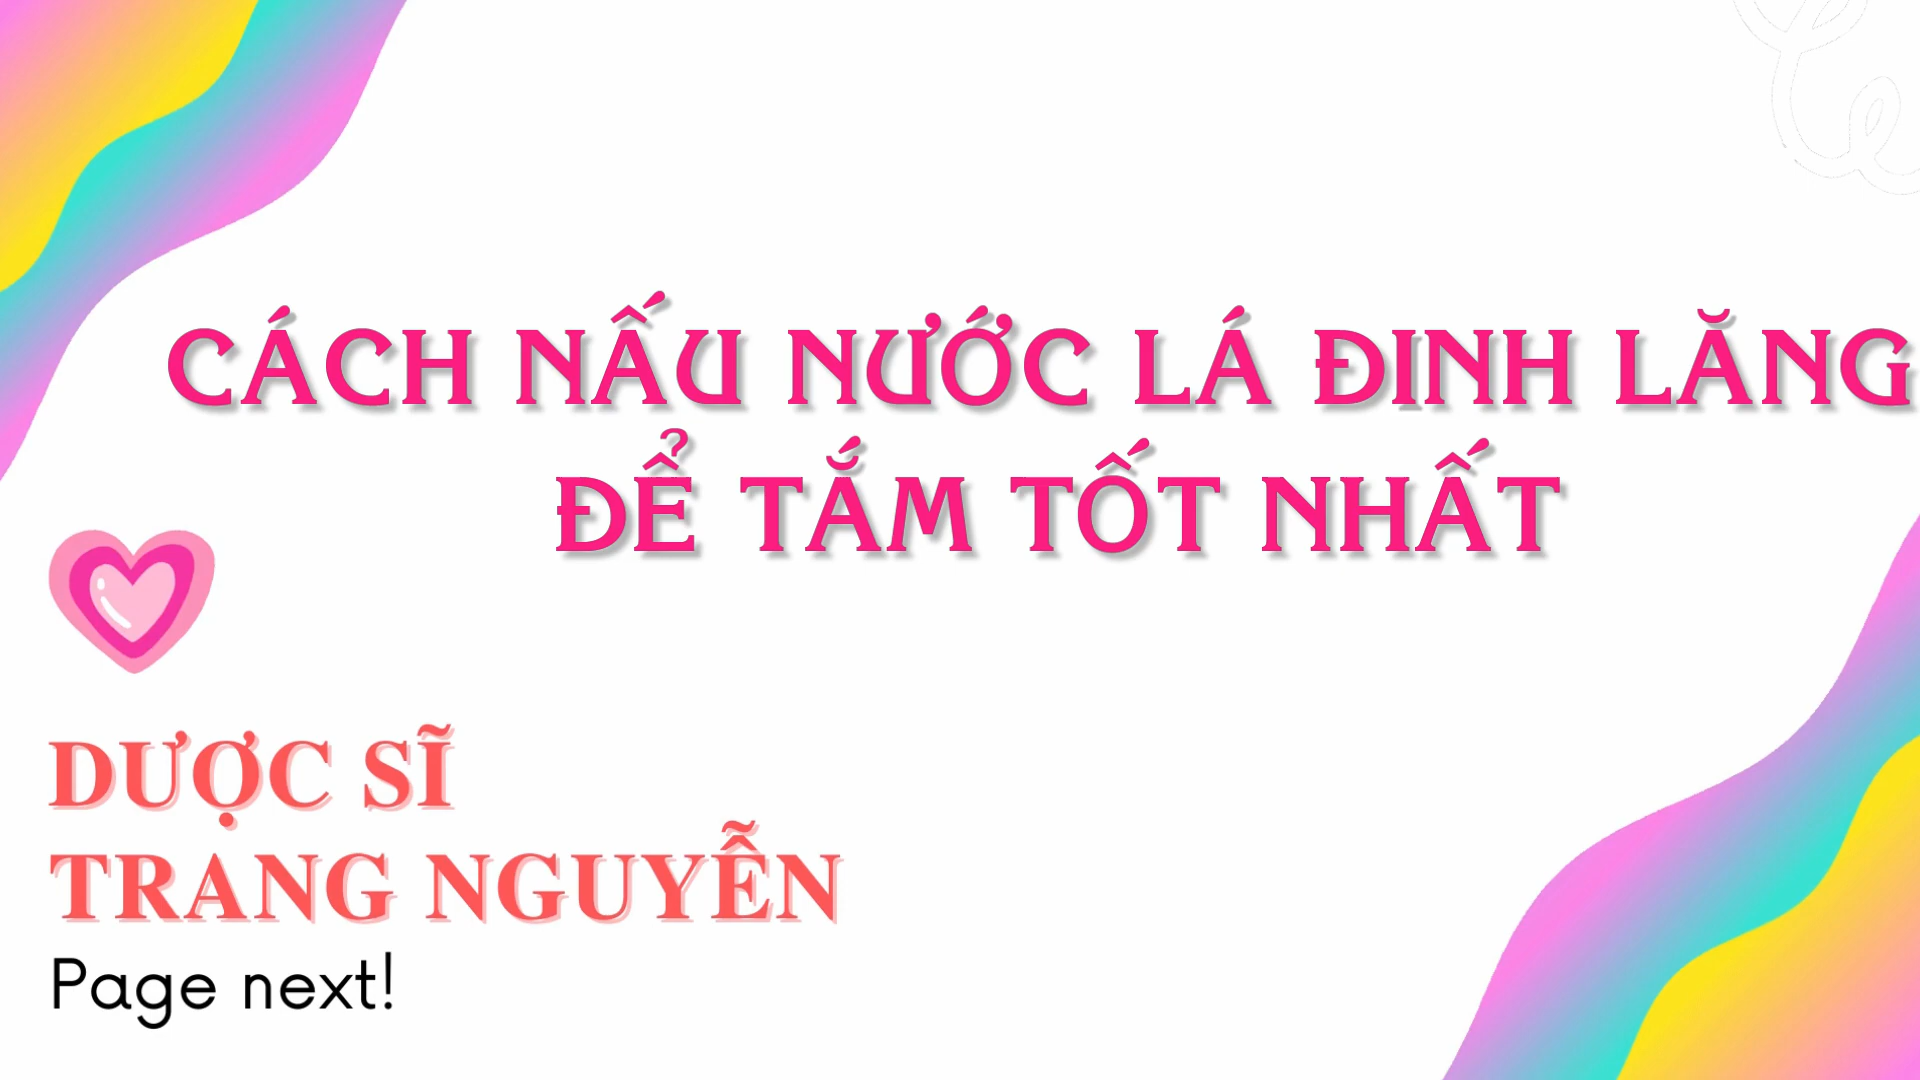 CÁCH NẤU NƯỚC LÁ ĐINH LĂNG
ĐỂ TẮM TỐT NHẤT
DƯỢC SĨ
TRANG NGUYỄN
Page next!